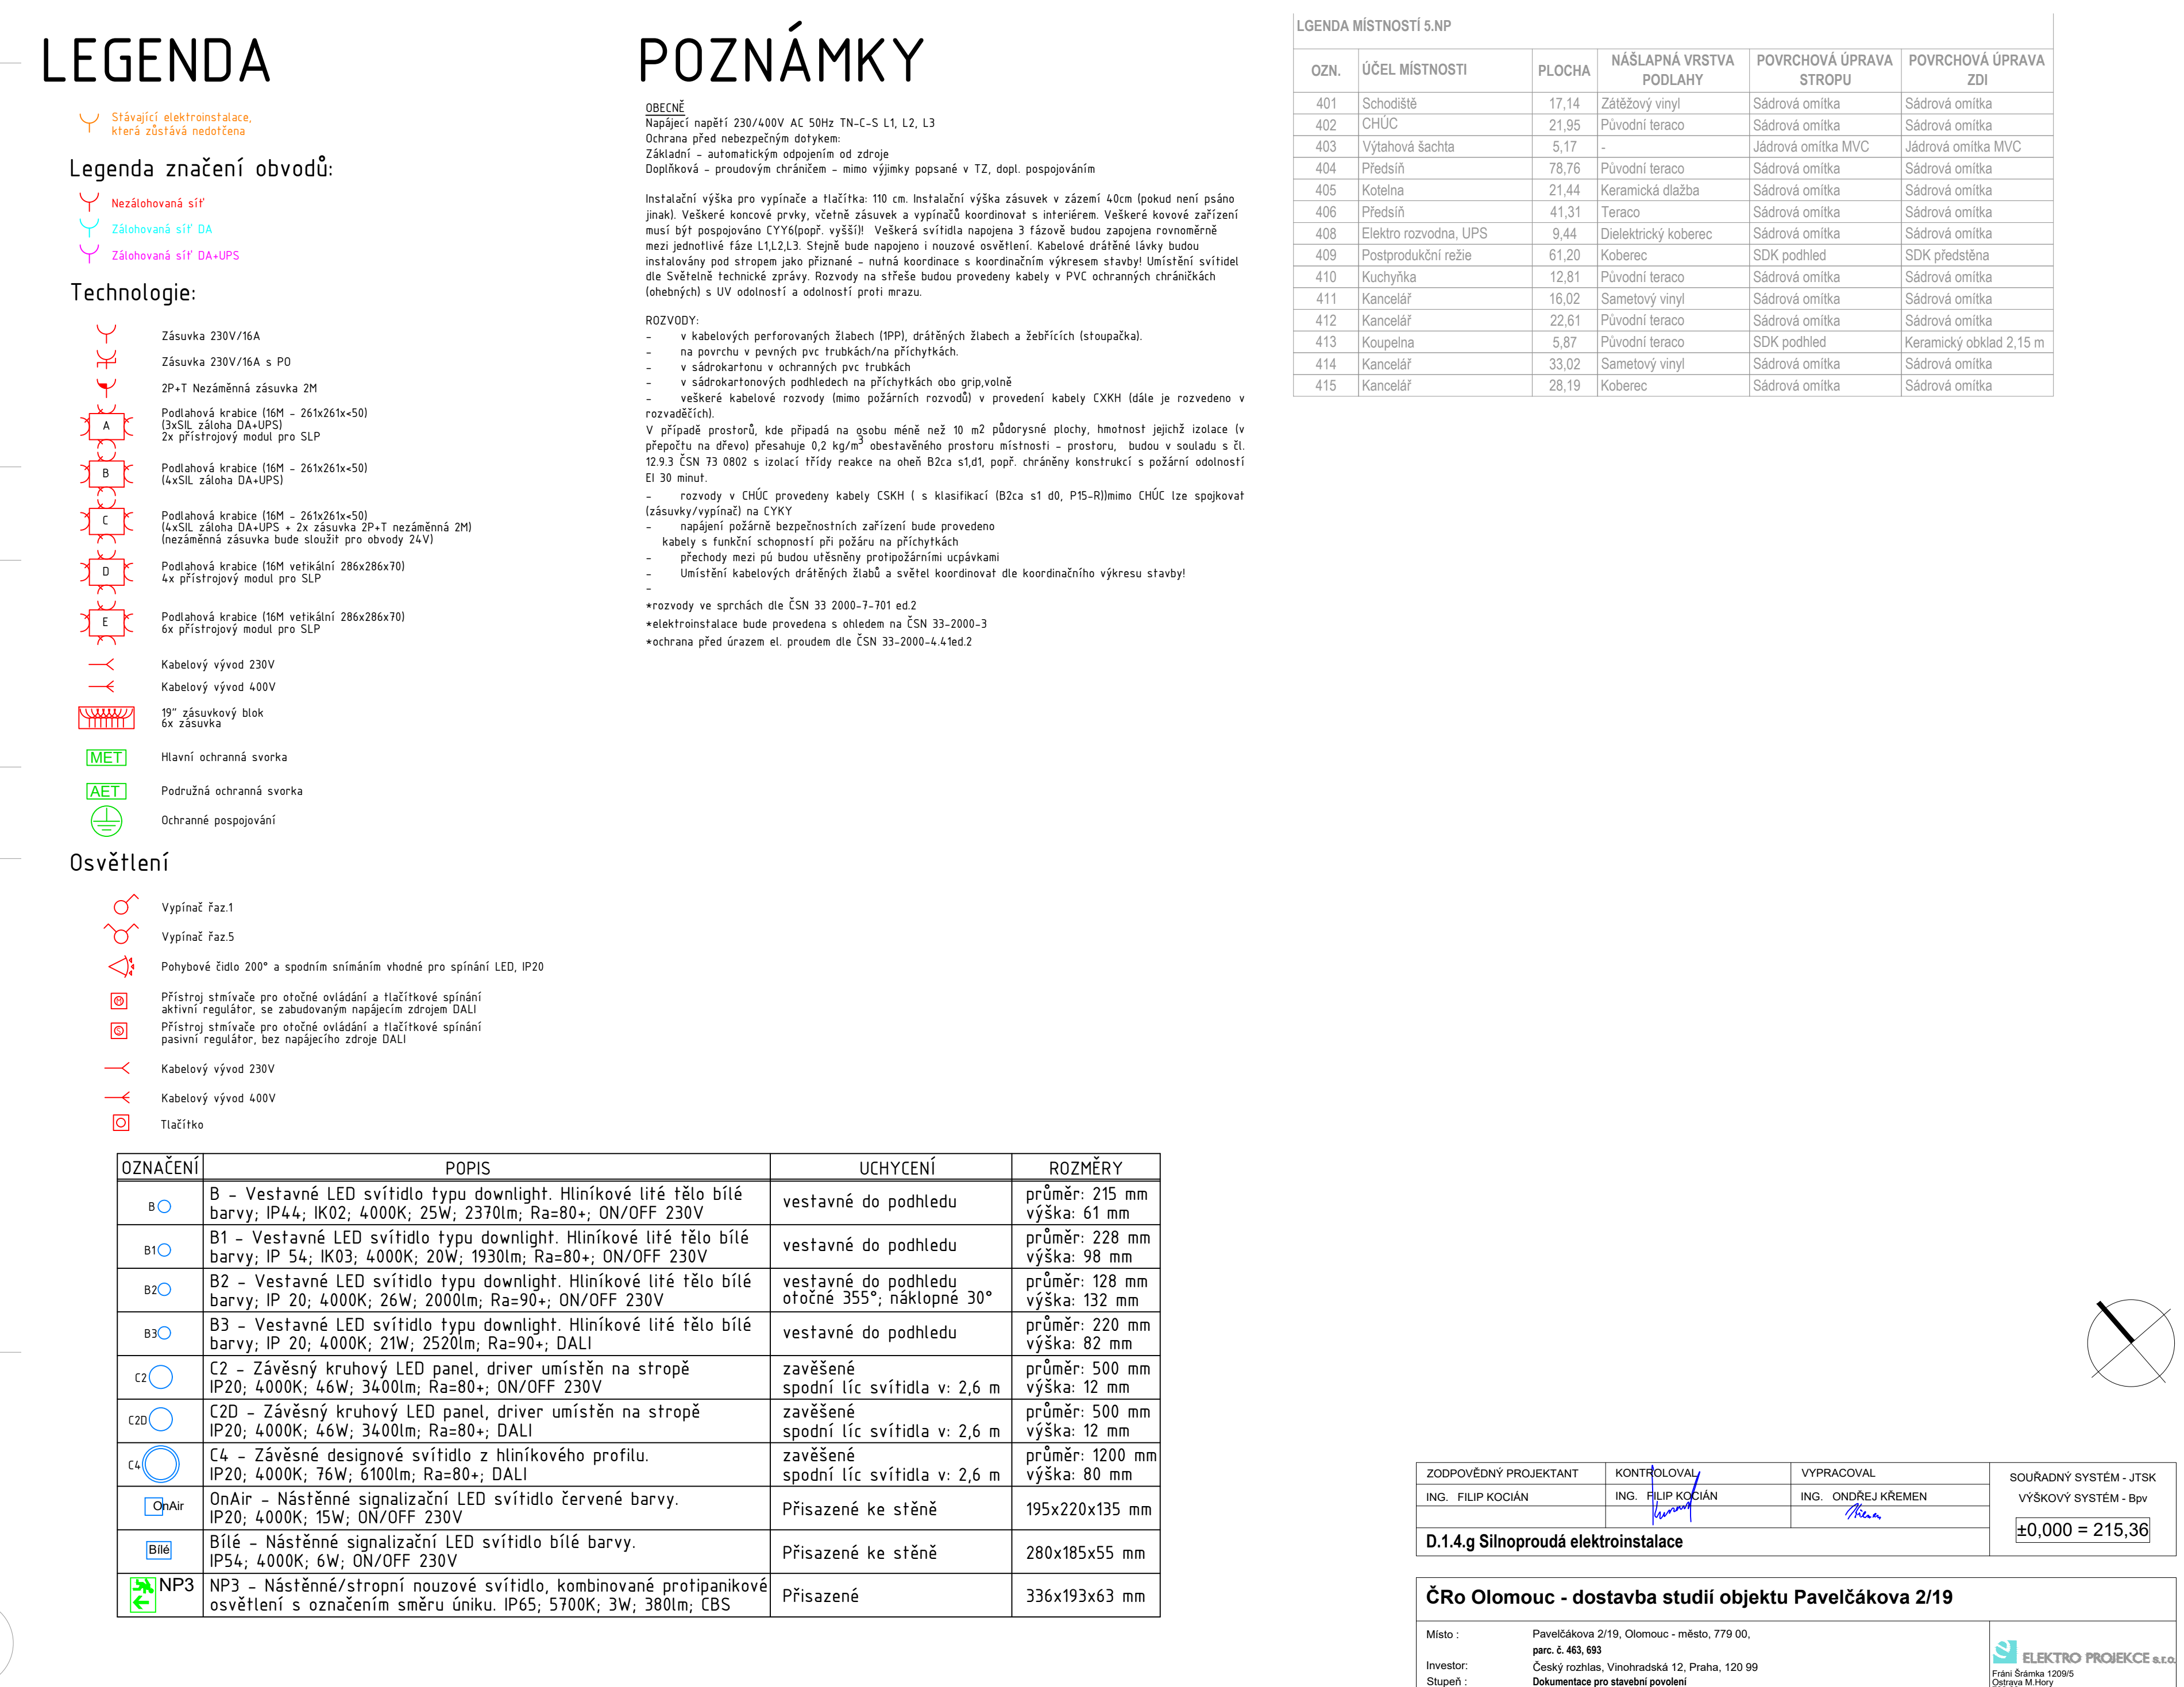 LEGENDA
Stávající elektroinstalace,
která zůstává nedotčena
Legenda značení obvodů:
Nezálohovaná síť
Zálohovaná síť DA
Zálohovaná síť DA+UPS
Technologie:
Zásuvka 230V/16A
Zásuvka 230V/16A s PO
2P+T Nezáměnná zásuvka 2M
A
Podlahová krabice (16M - 261x261x<50)
(3xSIL záloha DA+UPS)
2x přístrojový modul pro SLP
B
Podlahová krabice (16M - 261x261x<50)
(4xSIL záloha DA+UPS)
C
Podlahová krabice (16M - 261x261x<50)
(4xSIL záloha DA+UPS + 2x zásuvka 2P+T nezáměnná 2M)
(nezáměnná zásuvka bude sloužit pro obvody 24V)
D
Podlahová krabice (16M vetikální 286x286x70)
4x přístrojový modul pro SLP
E
Podlahová krabice (16M vetikální 286x286x70)
6x přístrojový modul pro SLP
Kabelový vývod 230V
Kabelový vývod 400V
19" zásuvkový blok
6x zásuvka
MET Hlavní ochranná svorka
AET Podružná ochranná svorka
Ochranné pospojování
Osvětlení
Vypínač řaz.1
Vypínač řaz.5
Pohybové čidlo 200° a spodním snímáním vhodné pro spínání LED, IP20
M
Přístroj stmívače pro otočné ovládání a tlačítkové spínání
aktivní regulátor, se zabudovaným napájecím zdrojem DALI
S
Přístroj stmívače pro otočné ovládání a tlačítkové spínání
pasivní regulátor, bez napájecího zdroje DALI
Kabelový vývod 230V
Kabelový vývod 400V
Tlačítko
POZNÁMKY
OBECNĚ
Napájecí napětí 230/400V AC 50Hz TN-C-S L1, L2, L3
Ochrana před nebezpečným dotykem:
Základní - automatickým odpojením od zdroje
Doplňková - proudovým chráničem - mimo výjimky popsané v TZ, dopl. pospojováním
Instalační výška pro vypínače a tlačítka: 110 cm. Instalační výška zásuvek v zázemí 40cm (pokud není psáno
jinak). Veškeré koncové prvky, včetně zásuvek a vypínačů koordinovat s interiérem. Veškeré kovové zařízení
musí být pospojováno CYY6(popř. vyšší)! Veškerá svítidla napojena 3 fázově budou zapojena rovnoměrně
mezi jednotlivé fáze L1,L2,L3. Stejně bude napojeno i nouzové osvětlení. Kabelové drátěné lávky budou
instalovány pod stropem jako přiznané - nutná koordinace s koordinačním výkresem stavby! Umístění svítidel
dle Světelně technické zprávy. Rozvody na střeše budou provedeny kabely v PVC ochranných chráničkách
(ohebných) s UV odolností a odolností proti mrazu.
ROZVODY:
- v kabelových perforovaných žlabech (1PP), drátěných žlabech a žebřících (stoupačka).
- na povrchu v pevných pvc trubkách/na příchytkách.
- v sádrokartonu v ochranných pvc trubkách
- v sádrokartonových podhledech na příchytkách obo grip,volně
- veškeré kabelové rozvody (mimo požárních rozvodů) v provedení kabely CXKH (dále je rozvedeno v
rozvaděčích).
V případě prostorů, kde připadá na osobu méně než 10 m2 půdorysné plochy, hmotnost jejichž izolace (v
přepočtu na dřevo) přesahuje 0,2 kg/m3 obestavěného prostoru místnosti - prostoru, budou v souladu s čl.
12.9.3 ČSN 73 0802 s izolací třídy reakce na oheň B2ca s1,d1, popř. chráněny konstrukcí s požární odolností
EI 30 minut.
- rozvody v CHÚC provedeny kabely CSKH ( s klasifikací (B2ca s1 d0, P15-R))mimo CHÚC lze spojkovat
(zásuvky/vypínač) na CYKY
- napájení požárně bezpečnostních zařízení bude provedeno
kabely s funkční schopností při požáru na příchytkách
- přechody mezi pú budou utěsněny protipožárními ucpávkami
- Umístění kabelových drátěných žlabů a světel koordinovat dle koordinačního výkresu stavby!
-
*rozvody ve sprchách dle ČSN 33 2000-7-701 ed.2
*elektroinstalace bude provedena s ohledem na ČSN 33-2000-3
*ochrana před úrazem el. proudem dle ČSN 33-2000-4.41ed.2
LGENDA MÍSTNOSTÍ 5.NP
OZN. ÚČEL MÍSTNOSTI PLOCHA NÁŠLAPNÁ VRSTVA PODLAHY POVRCHOVÁ ÚPRAVA STROPU POVRCHOVÁ ÚPRAVA ZDI
401 Schodiště 17,14 Zátěžový vinyl Sádrová omítka Sádrová omítka
402 CHÚC 21,95 Původní teraco Sádrová omítka Sádrová omítka
403 Výtahová šachta 5,17 - Jádrová omítka MVC Jádrová omítka MVC
404 Předsíň 78,76 Původní teraco Sádrová omítka Sádrová omítka
405 Kotelna 21,44 Keramická dlažba Sádrová omítka Sádrová omítka
406 Předsíň 41,31 Teraco Sádrová omítka Sádrová omítka
408 Elektro rozvodna, UPS 9,44 Dielektrický koberec Sádrová omítka Sádrová omítka
409 Postprodukční režie 61,20 Koberec SDK podhled SDK předstěna
410 Kuchyňka 12,81 Původní teraco Sádrová omítka Sádrová omítka
411 Kancelář 16,02 Sametový vinyl Sádrová omítka Sádrová omítka
412 Kancelář 22,61 Původní teraco Sádrová omítka Sádrová omítka
413 Koupelna 5,87 Původní teraco SDK podhled Keramický obklad 2,15 m
414 Kancelář 33,02 Sametový vinyl Sádrová omítka Sádrová omítka
415 Kancelář 28,19 Koberec Sádrová omítka Sádrová omítka
OZNAČENÍ POPIS UCHYCENÍ ROZMĚRY
B B - Vestavné LED svítidlo typu downlight. Hliníkové lité tělo bílé
barvy; IP44; IK02; 4000K; 25W; 2370lm; Ra=80+; ON/OFF 230V
vestavné do podhledu
průměr: 215 mm
výška: 61 mm
B1 B1 - Vestavné LED svítidlo typu downlight. Hliníkové lité tělo bílé
barvy; IP 54; IK03; 4000K; 20W; 1930lm; Ra=80+; ON/OFF 230V
vestavné do podhledu
průměr: 228 mm
výška: 98 mm
B2 B2 - Vestavné LED svítidlo typu downlight. Hliníkové lité tělo bílé
barvy; IP 20; 4000K; 26W; 2000lm; Ra=90+; ON/OFF 230V
vestavné do podhledu
otočné 355°; náklopné 30°
průměr: 128 mm
výška: 132 mm
B3 B3 - Vestavné LED svítidlo typu downlight. Hliníkové lité tělo bílé
barvy; IP 20; 4000K; 21W; 2520lm; Ra=90+; DALI
vestavné do podhledu
průměr: 220 mm
výška: 82 mm
C2 C2 - Závěsný kruhový LED panel, driver umístěn na stropě
IP20; 4000K; 46W; 3400lm; Ra=80+; ON/OFF 230V
zavěšené
spodní líc svítidla v: 2,6 m
průměr: 500 mm
výška: 12 mm
C2D C2D - Závěsný kruhový LED panel, driver umístěn na stropě
IP20; 4000K; 46W; 3400lm; Ra=80+; DALI
zavěšené
spodní líc svítidla v: 2,6 m
průměr: 500 mm
výška: 12 mm
C4 C4 - Závěsné designové svítidlo z hliníkového profilu.
IP20; 4000K; 76W; 6100lm; Ra=80+; DALI
zavěšené
spodní líc svítidla v: 2,6 m
průměr: 1200 mm
výška: 80 mm
OnAir OnAir - Nástěnné signalizační LED svítidlo červené barvy.
IP20; 4000K; 15W; ON/OFF 230V
Přisazené ke stěně
195x220x135 mm
Bílé Bílé - Nástěnné signalizační LED svítidlo bílé barvy.
IP54; 4000K; 6W; ON/OFF 230V
Přisazené ke stěně
280x185x55 mm
NP3 NP3 - Nástěnné/stropní nouzové svítidlo, kombinované protipanikové
osvětlení s označením směru úniku. IP65; 5700K; 3W; 380lm; CBS
Přisazené
336x193x63 mm
ZODPOVĚDNÝ PROJEKTANT KONTROLOVAL VYPRACOVAL
ING. FILIP KOCIÁN ING. FILIP KOCIÁN ING. ONDŘEJ KŘEMEN
D.1.4.g Silnoproudá elektroinstalace
SOUŘADNÝ SYSTÉM - JTSK
VÝŠKOVÝ SYSTÉM - Bpv
±0,000 = 215,36
ČRo Olomouc - dostavba studií objektu Pavelčákova 2/19
Místo : Pavelčákova 2/19, Olomouc - město, 779 00,
parc. č. 463, 693
Investor: Český rozhlas, Vinohradská 12, Praha, 120 99
Stupeň : Dokumentace pro stavební povolení
ELEKTRO PROJEKCE s.r.o.
Fráni Šrámka 1209/5
Ostrava M.Hory